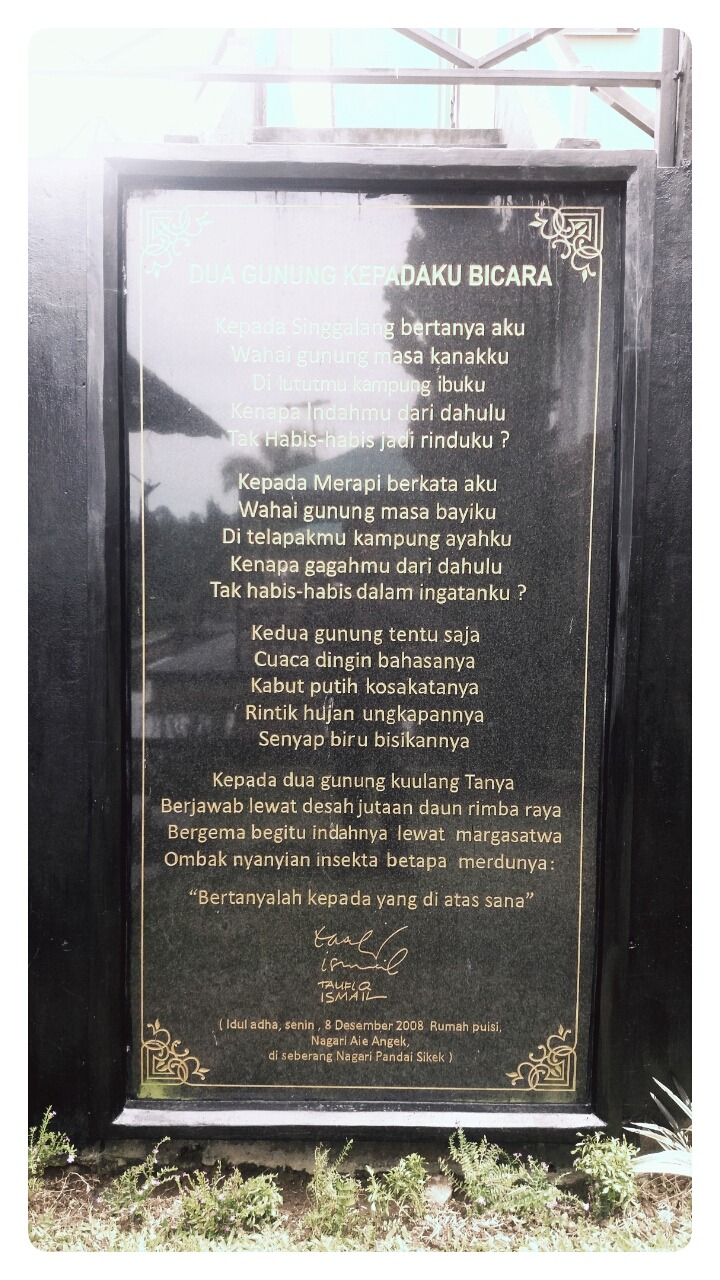 DUA GUNUNG KEPADAKU BICARA
Kepada Singgalang bertanya aku
Wahai gunung masa kanakku
Di lututmu kampung ibuku
Kenapa Indahmu dari dahulu
Tak Habis-habis jadi rinduku ?
Kepada Merapi berkata aku
Wahai gunung masa bayiku
Di telapakmu kampung ayahku
Kenapa gagahmu dari dahulu
Tak habis-habis dalam ingatanku ?
Kedua gunung tentu saja
Cuaca dingin bahasanya
Kabut putih kosakatanya
Rintik hujan ungkapannya
Senyap biru bisikannya
Kepada dua gunung kuulang Tanya
Berjawab lewat desah jutaan daun rimba raya
Bergema begitu indahnya lewat margasatwa
Ombak nyanyian insekta betapa merdunya :
“Bertanyalah kepada yang di atas sana”
Taufiq
Ismail
TAUFIQ
ISMAIL
( Idul adha, senin , 8 Desember 2008 Rumah puisi,
Nagari Aie Angek,
di seberang Nagari Pandai Sikek )